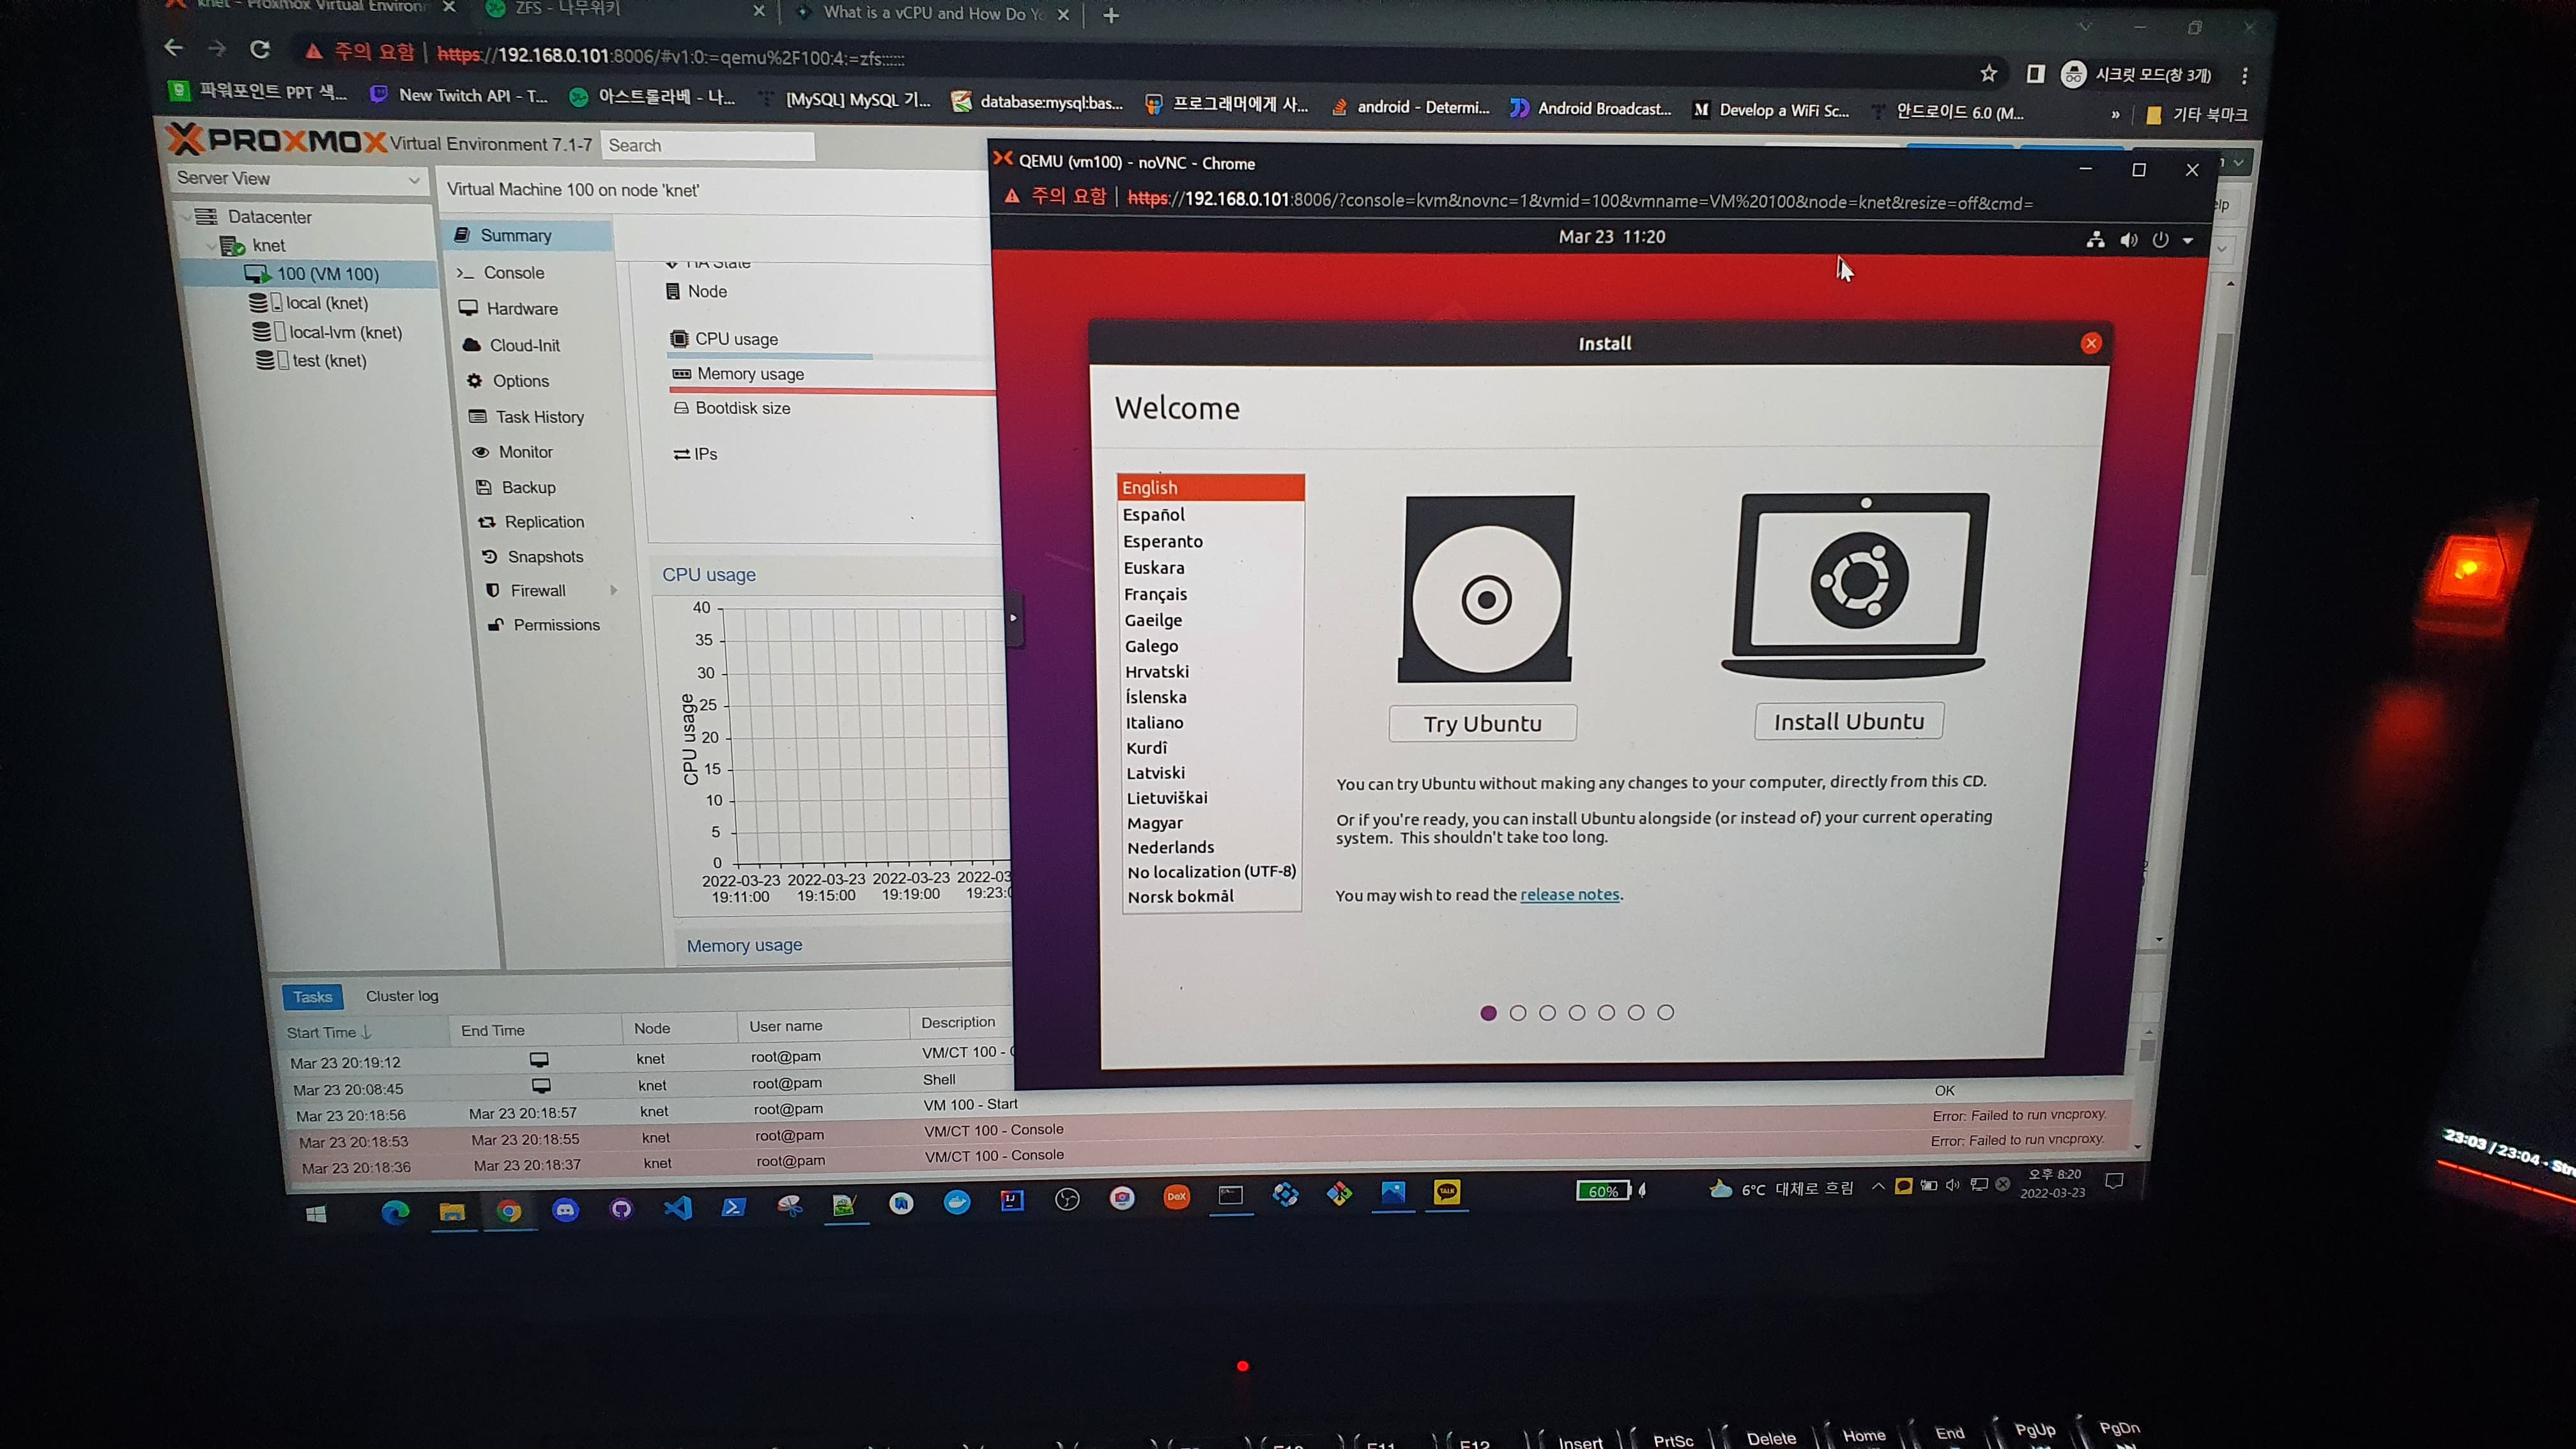 knet - Proxmox Virtual Environ
ZFS - 나무위키
What is a vCPU and How Do Yo
주의 요함 | https://192.168.0.101:8006/#v1:0:=qemu%2F100:4:=zfs::::::
시크릿 모드(창 3개)
파워포인트 PPT 색...
New Twitch API - T...
아스트롤라베 - 나...
[MySQL] MySQL 기...
database:mysql:bas...
프로그래머에게 사...
android - Determi...
Android Broadcast...
Develop a WiFi Sc...
안드로이드 6.0 (M...
»
기타 북마크
PROXMOX Virtual Environment 7.1-7
Search
Server View
Datacenter
knet
100 (VM 100)
local (knet)
local-lvm (knet)
test (knet)
Virtual Machine 100 on node 'knet'
Summary
Console
Hardware
Cloud-Init
Options
Task History
Monitor
Backup
Replication
Snapshots
Firewall
Permissions
HA State
Node
CPU usage
Memory usage
Bootdisk size
IPs
CPU usage
40
35
30
25
20
15
10
5
0
CPU usage
2022-03-23 19:11:00
2022-03-23 19:15:00
2022-03-23 19:19:00
2022-03 19:23:0
Memory usage
QEMU (vm100) - noVNC - Chrome
주의 요함 | https://192.168.0.101:8006/?console=kvm&novnc=1&vmid=100&vmname=VM%20100&node=knet&resize=off&cmd=
elp
Mar 23 11:20
Install
Welcome
English
Español
Esperanto
Euskara
Français
Gaeilge
Galego
Hrvatski
Íslenska
Italiano
Kurdî
Latviski
Lietuviškai
Magyar
Nederlands
No localization (UTF-8)
Norsk bokmål
Try Ubuntu
Install Ubuntu
You can try Ubuntu without making any changes to your computer, directly from this CD.
Or if you're ready, you can install Ubuntu alongside (or instead of) your current operating
system. This shouldn't take too long.
You may wish to read the release notes.
Tasks
Cluster log
Start Time ↓ End Time Node User name Description
Mar 23 20:19:12 knet root@pam VM/CT 100 -
Mar 23 20:08:45 knet root@pam Shell
Mar 23 20:18:56 Mar 23 20:18:57 knet root@pam VM 100 - Start OK
Mar 23 20:18:53 Mar 23 20:18:55 knet root@pam VM/CT 100 - Console Error: Failed to run vncproxy.
Mar 23 20:18:36 Mar 23 20:18:37 knet root@pam VM/CT 100 - Console Error: Failed to run vncproxy.
DeX
TALK
60%
6°C 대체로 흐림
오후 8:20
2022-03-23
23:03 / 23:04 · Str
F10 F11 F12 Insert PrtSc Delete Home End PgUp PgDn